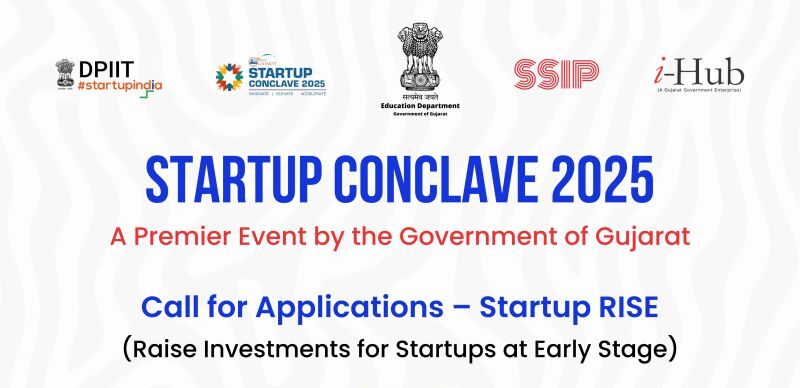 DPIIT
#startupindia
GUJARAT
STARTUP
CONCLAVE 2025
INNOVATE | ELEVATE | ACCELERATE
सत्यमेव जयते
Education Department
Government of Gujarat
SSIP
i-Hub
(A Gujarat Government Enterprise)
STARTUP CONCLAVE 2025
A Premier Event by the Government of Gujarat
Call for Applications – Startup RISE
(Raise Investments for Startups at Early Stage)